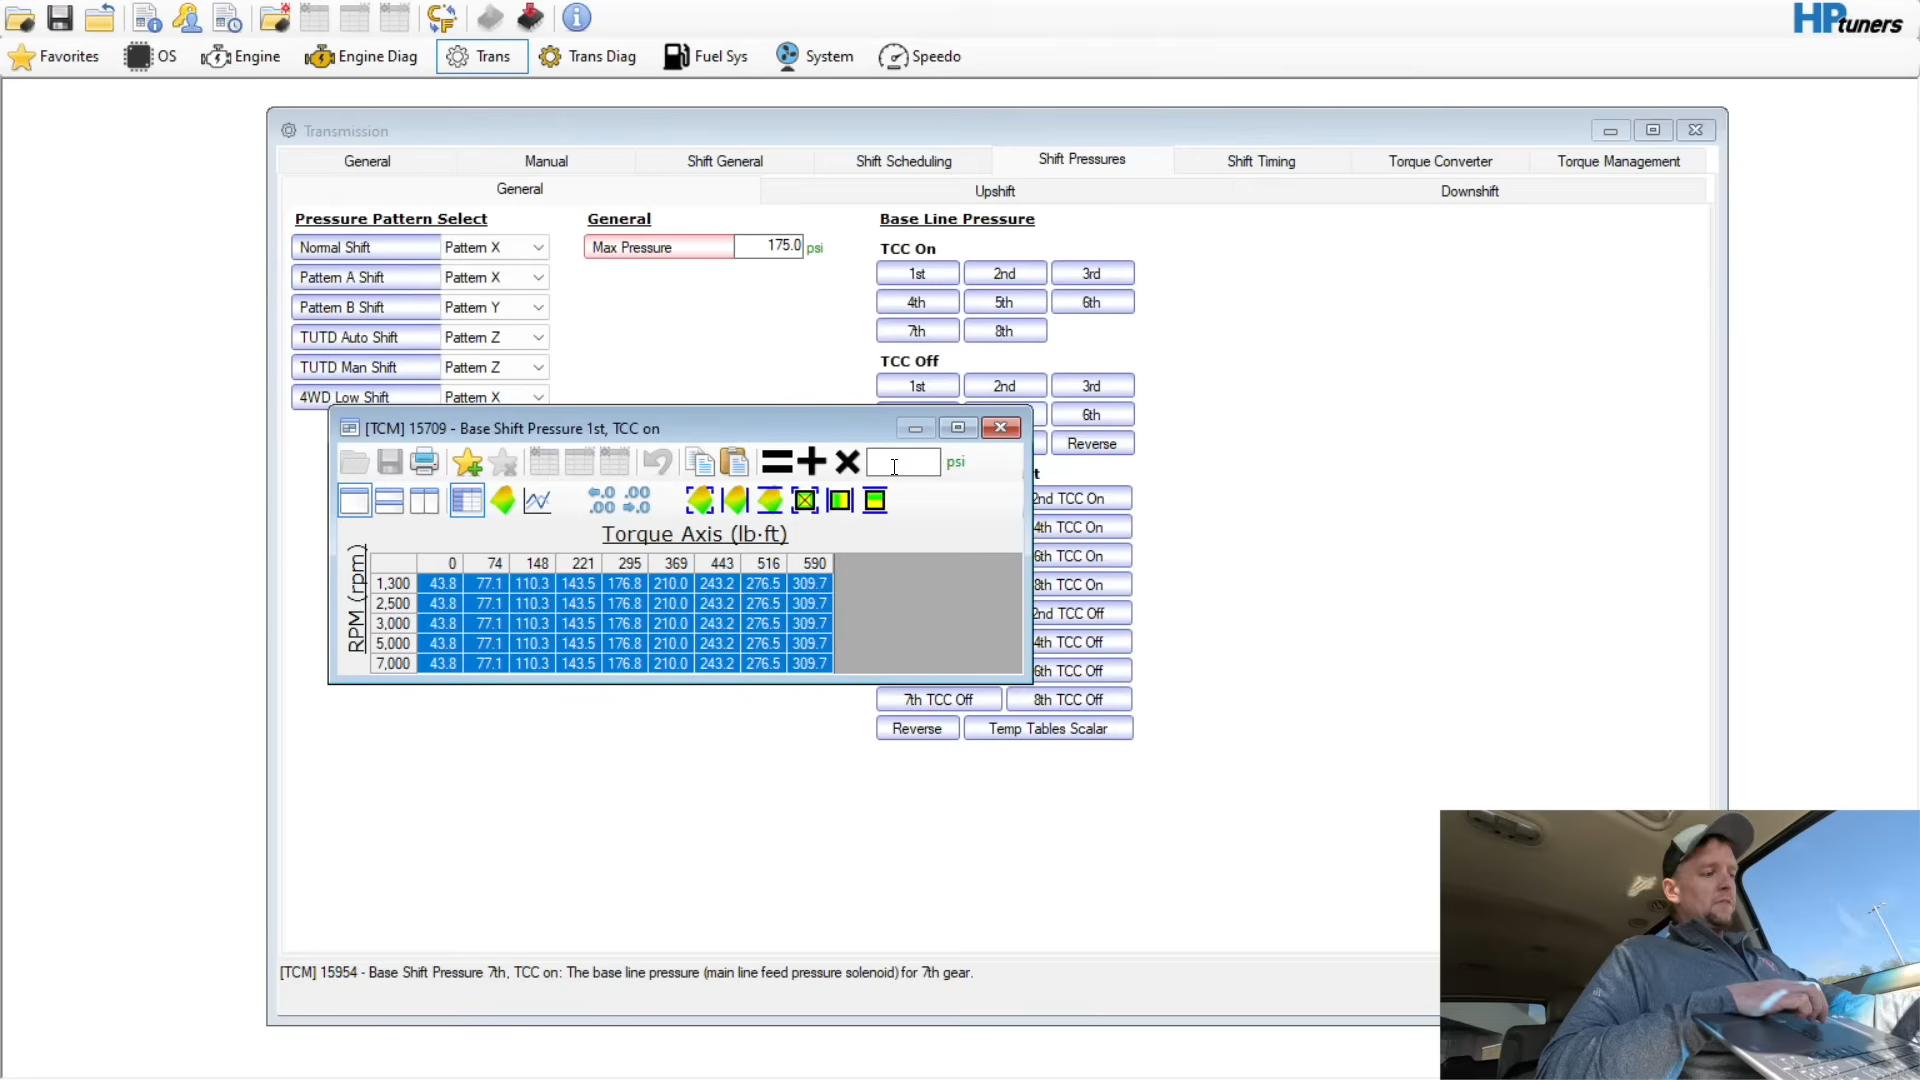 HPtuners
Favorites OS Engine Engine Diag Trans Trans Diag Fuel Sys System Speedo
Transmission
General Manual Shift General Shift Scheduling Shift Pressures Shift Timing Torque Converter Torque Management
General Upshift Downshift
Pressure Pattern Select General Base Line Pressure
Normal Shift Pattern X Max Pressure 175.0 psi TCC On
Pattern A Shift Pattern X 1st 2nd 3rd
Pattern B Shift Pattern Y 4th 5th 6th
TUTD Auto Shift Pattern Z 7th 8th
TUTD Man Shift Pattern Z TCC Off
4WD Low Shift Pattern X 1st 2nd 3rd
6th
Reverse
[TCM] 15709 - Base Shift Pressure 1st, TCC on
psi
Torque Axis (lb·ft)
RPM (rpm)
0 74 148 221 295 369 443 516 590
1,300 43.8 77.1 110.3 143.5 176.8 210.0 243.2 276.5 309.7
2,500 43.8 77.1 110.3 143.5 176.8 210.0 243.2 276.5 309.7
3,000 43.8 77.1 110.3 143.5 176.8 210.0 243.2 276.5 309.7
5,000 43.8 77.1 110.3 143.5 176.8 210.0 243.2 276.5 309.7
7,000 43.8 77.1 110.3 143.5 176.8 210.0 243.2 276.5 309.7
2nd TCC On
4th TCC On
6th TCC On
8th TCC On
2nd TCC Off
4th TCC Off
6th TCC Off
7th TCC Off 8th TCC Off
Reverse Temp Tables Scalar
[TCM] 15954 - Base Shift Pressure 7th, TCC on: The base line pressure (main line feed pressure solenoid) for 7th gear.